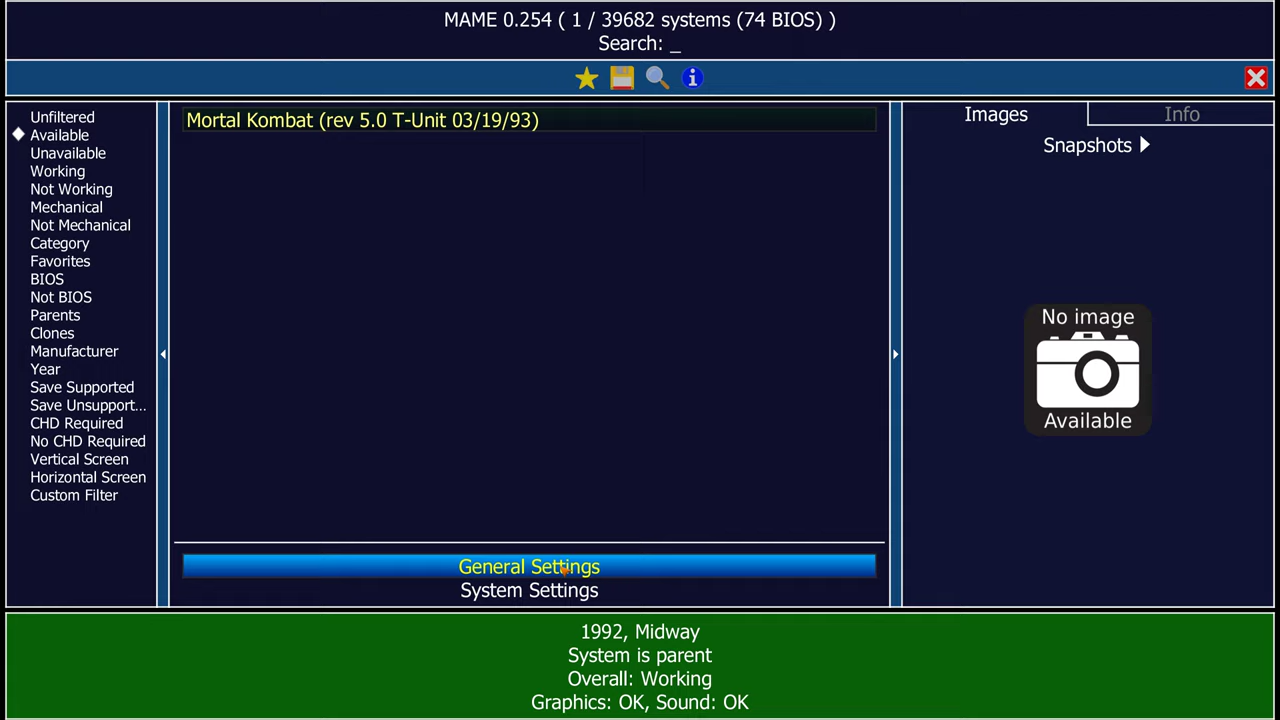 MAME 0.254 ( 1 / 39682 systems (74 BIOS) )
Search: _
Unfiltered
Available
Unavailable
Working
Not Working
Mechanical
Not Mechanical
Category
Favorites
BIOS
Not BIOS
Parents
Clones
Manufacturer
Year
Save Supported
Save Unsupport...
CHD Required
No CHD Required
Vertical Screen
Horizontal Screen
Custom Filter
Mortal Kombat (rev 5.0 T-Unit 03/19/93)
General Settings
System Settings
Images
Info
Snapshots
No image
Available
1992, Midway
System is parent
Overall: Working
Graphics: OK, Sound: OK